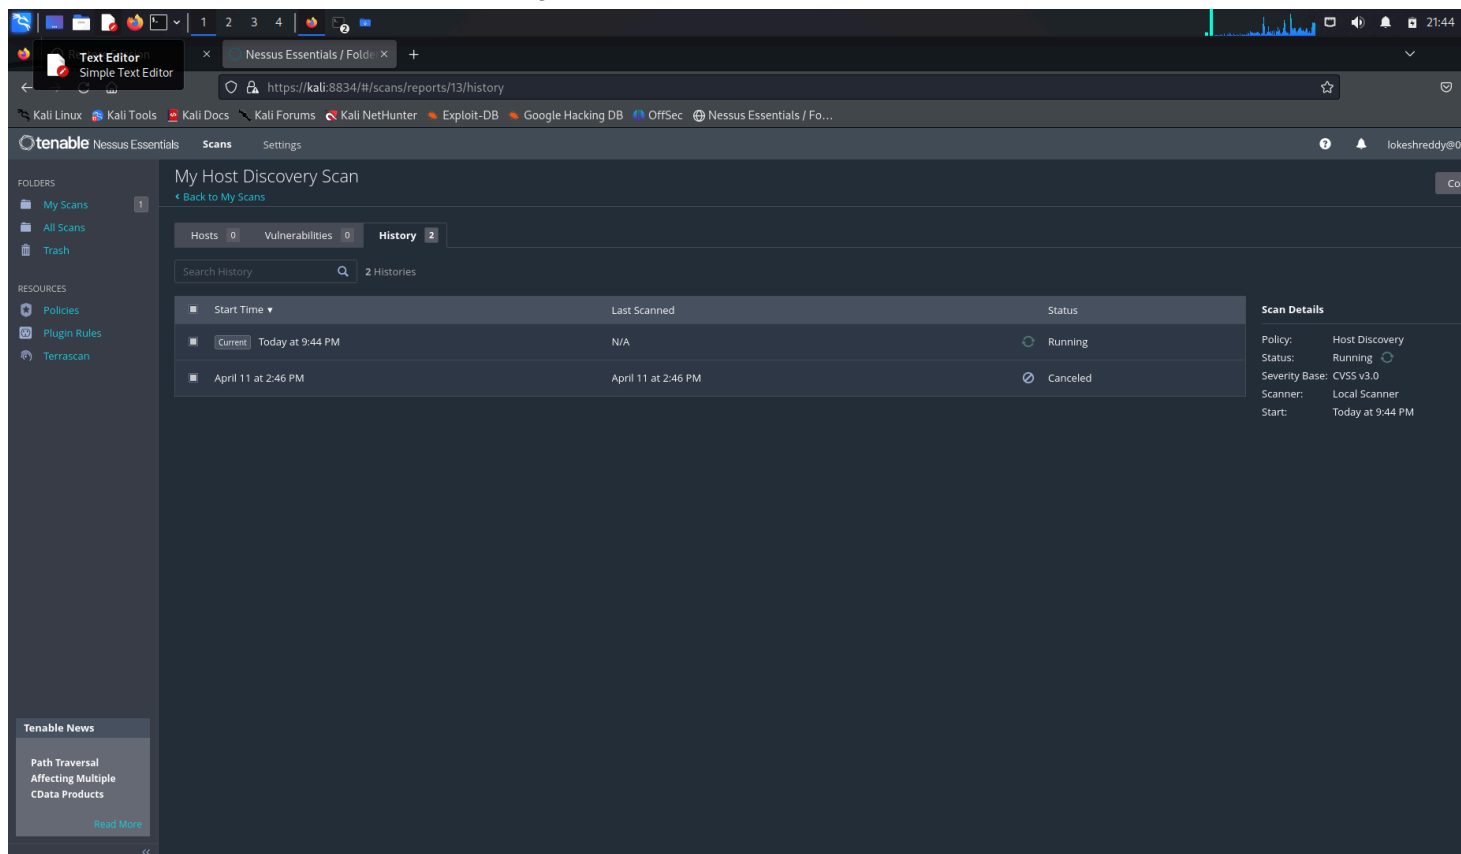 1 2 3 4 2 21:44
Text Editor
Simple Text Editor
Nessus Essentials / Folde × +
https://kali:8834/#/scans/reports/13/history
Kali Linux Kali Tools Kali Docs Kali Forums Kali NetHunter Exploit-DB Google Hacking DB OffSec Nessus Essentials / Fo...
tenable Nessus Essentials Scans Settings lokeshreddy@0
FOLDERS
My Scans 1
All Scans
Trash
RESOURCES
Policies
Plugin Rules
Terrascan
My Host Discovery Scan
Back to My Scans
Co
Hosts 0 Vulnerabilities 0 History 2
Search History 2 Histories
Start Time Last Scanned Status
Current Today at 9:44 PM N/A Running
April 11 at 2:46 PM April 11 at 2:46 PM Canceled
Scan Details
Policy: Host Discovery
Status: Running
Severity Base: CVSS v3.0
Scanner: Local Scanner
Start: Today at 9:44 PM
Tenable News
Path Traversal
Affecting Multiple
CData Products
Read More